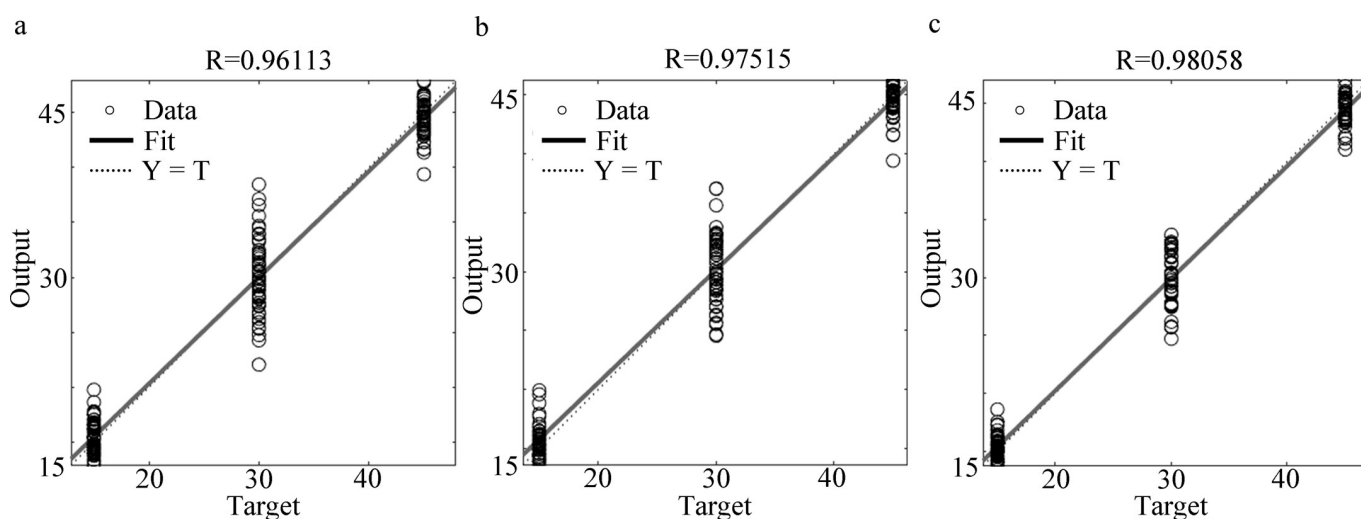 a
R=0.96113
45
30
15
Output
Data
Fit
Y = T
20
30
40
Target
b
R=0.97515
45
30
15
Output
Data
Fit
Y = T
20
30
40
Target
c
R=0.98058
45
30
15
Output
Data
Fit
Y = T
20
30
40
Target